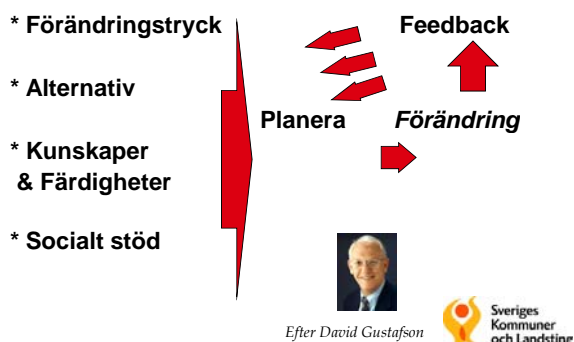 * Förändringstryck
* Alternativ
* Kunskaper
& Färdigheter
* Socialt stöd
Feedback
Planera
Förändring
Efter David Gustafson
Sveriges
Kommuner
och Landsting